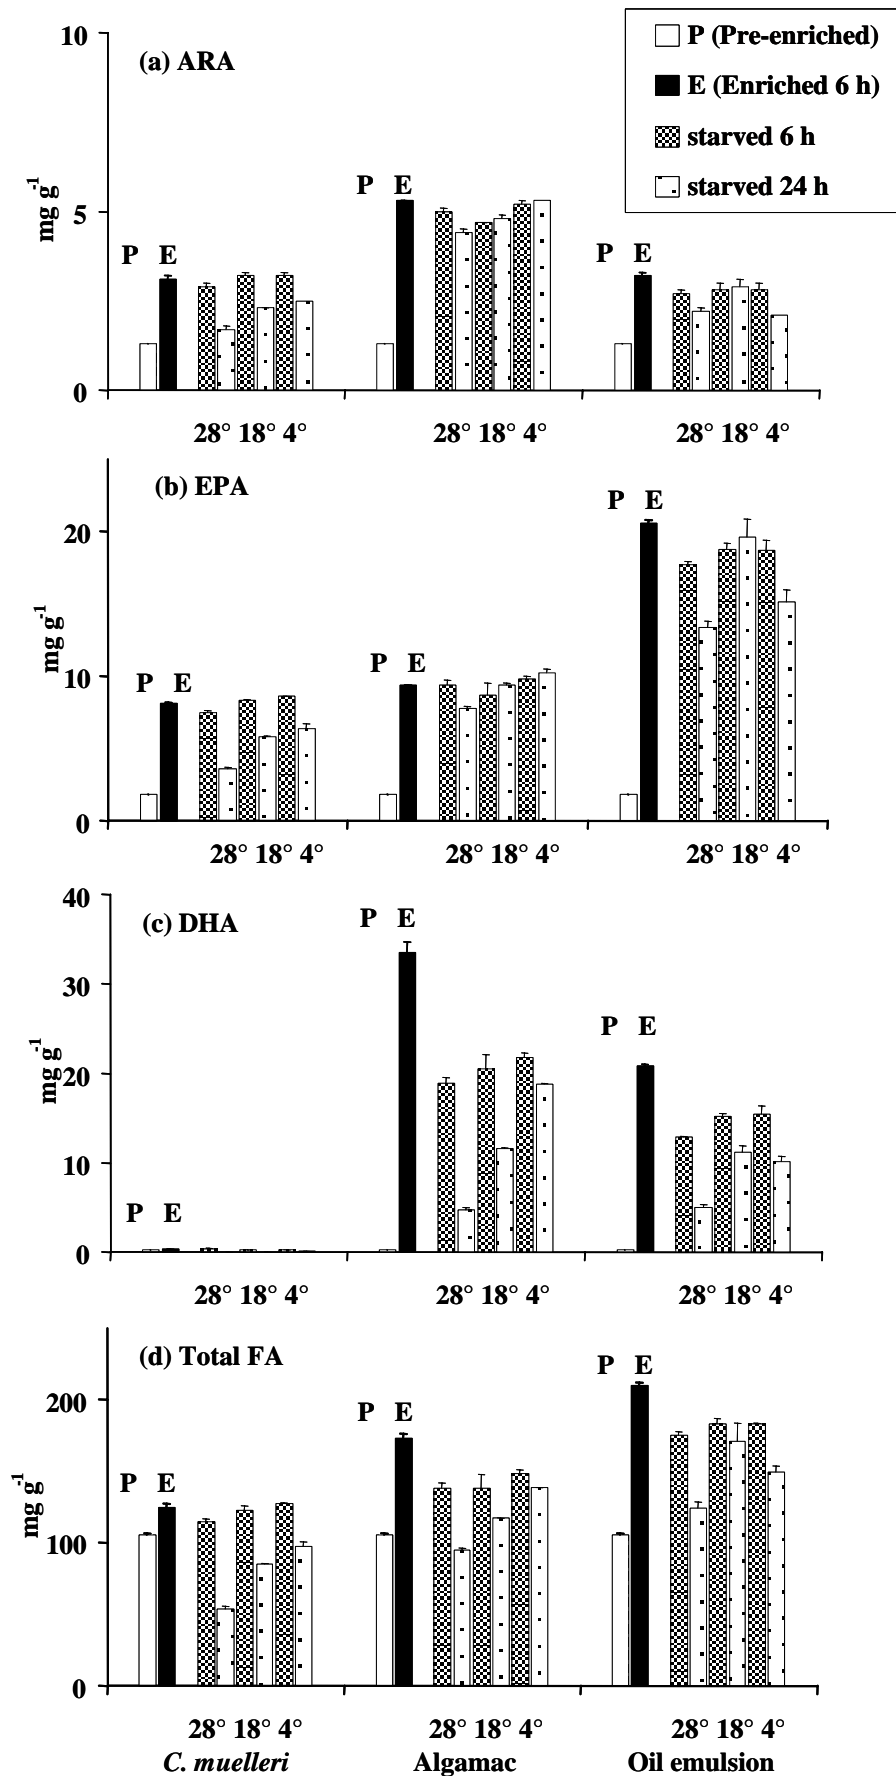 P (Pre-enriched)
E (Enriched 6 h)
starved 6 h
starved 24 h
(a) ARA
10
5
0
mg g-1
P E
P E
P E
28° 18° 4°
28° 18° 4°
28° 18° 4°
(b) EPA
20
10
0
mg g-1
P E
P E
P E
28° 18° 4°
28° 18° 4°
28° 18° 4°
(c) DHA
40
30
20
10
0
mg g-1
P E
P E
P E
28° 18° 4°
28° 18° 4°
28° 18° 4°
(d) Total FA
200
100
0
mg g-1
P E
P E
P E
28° 18° 4°
28° 18° 4°
28° 18° 4°
C. muelleri
Algamac
Oil emulsion